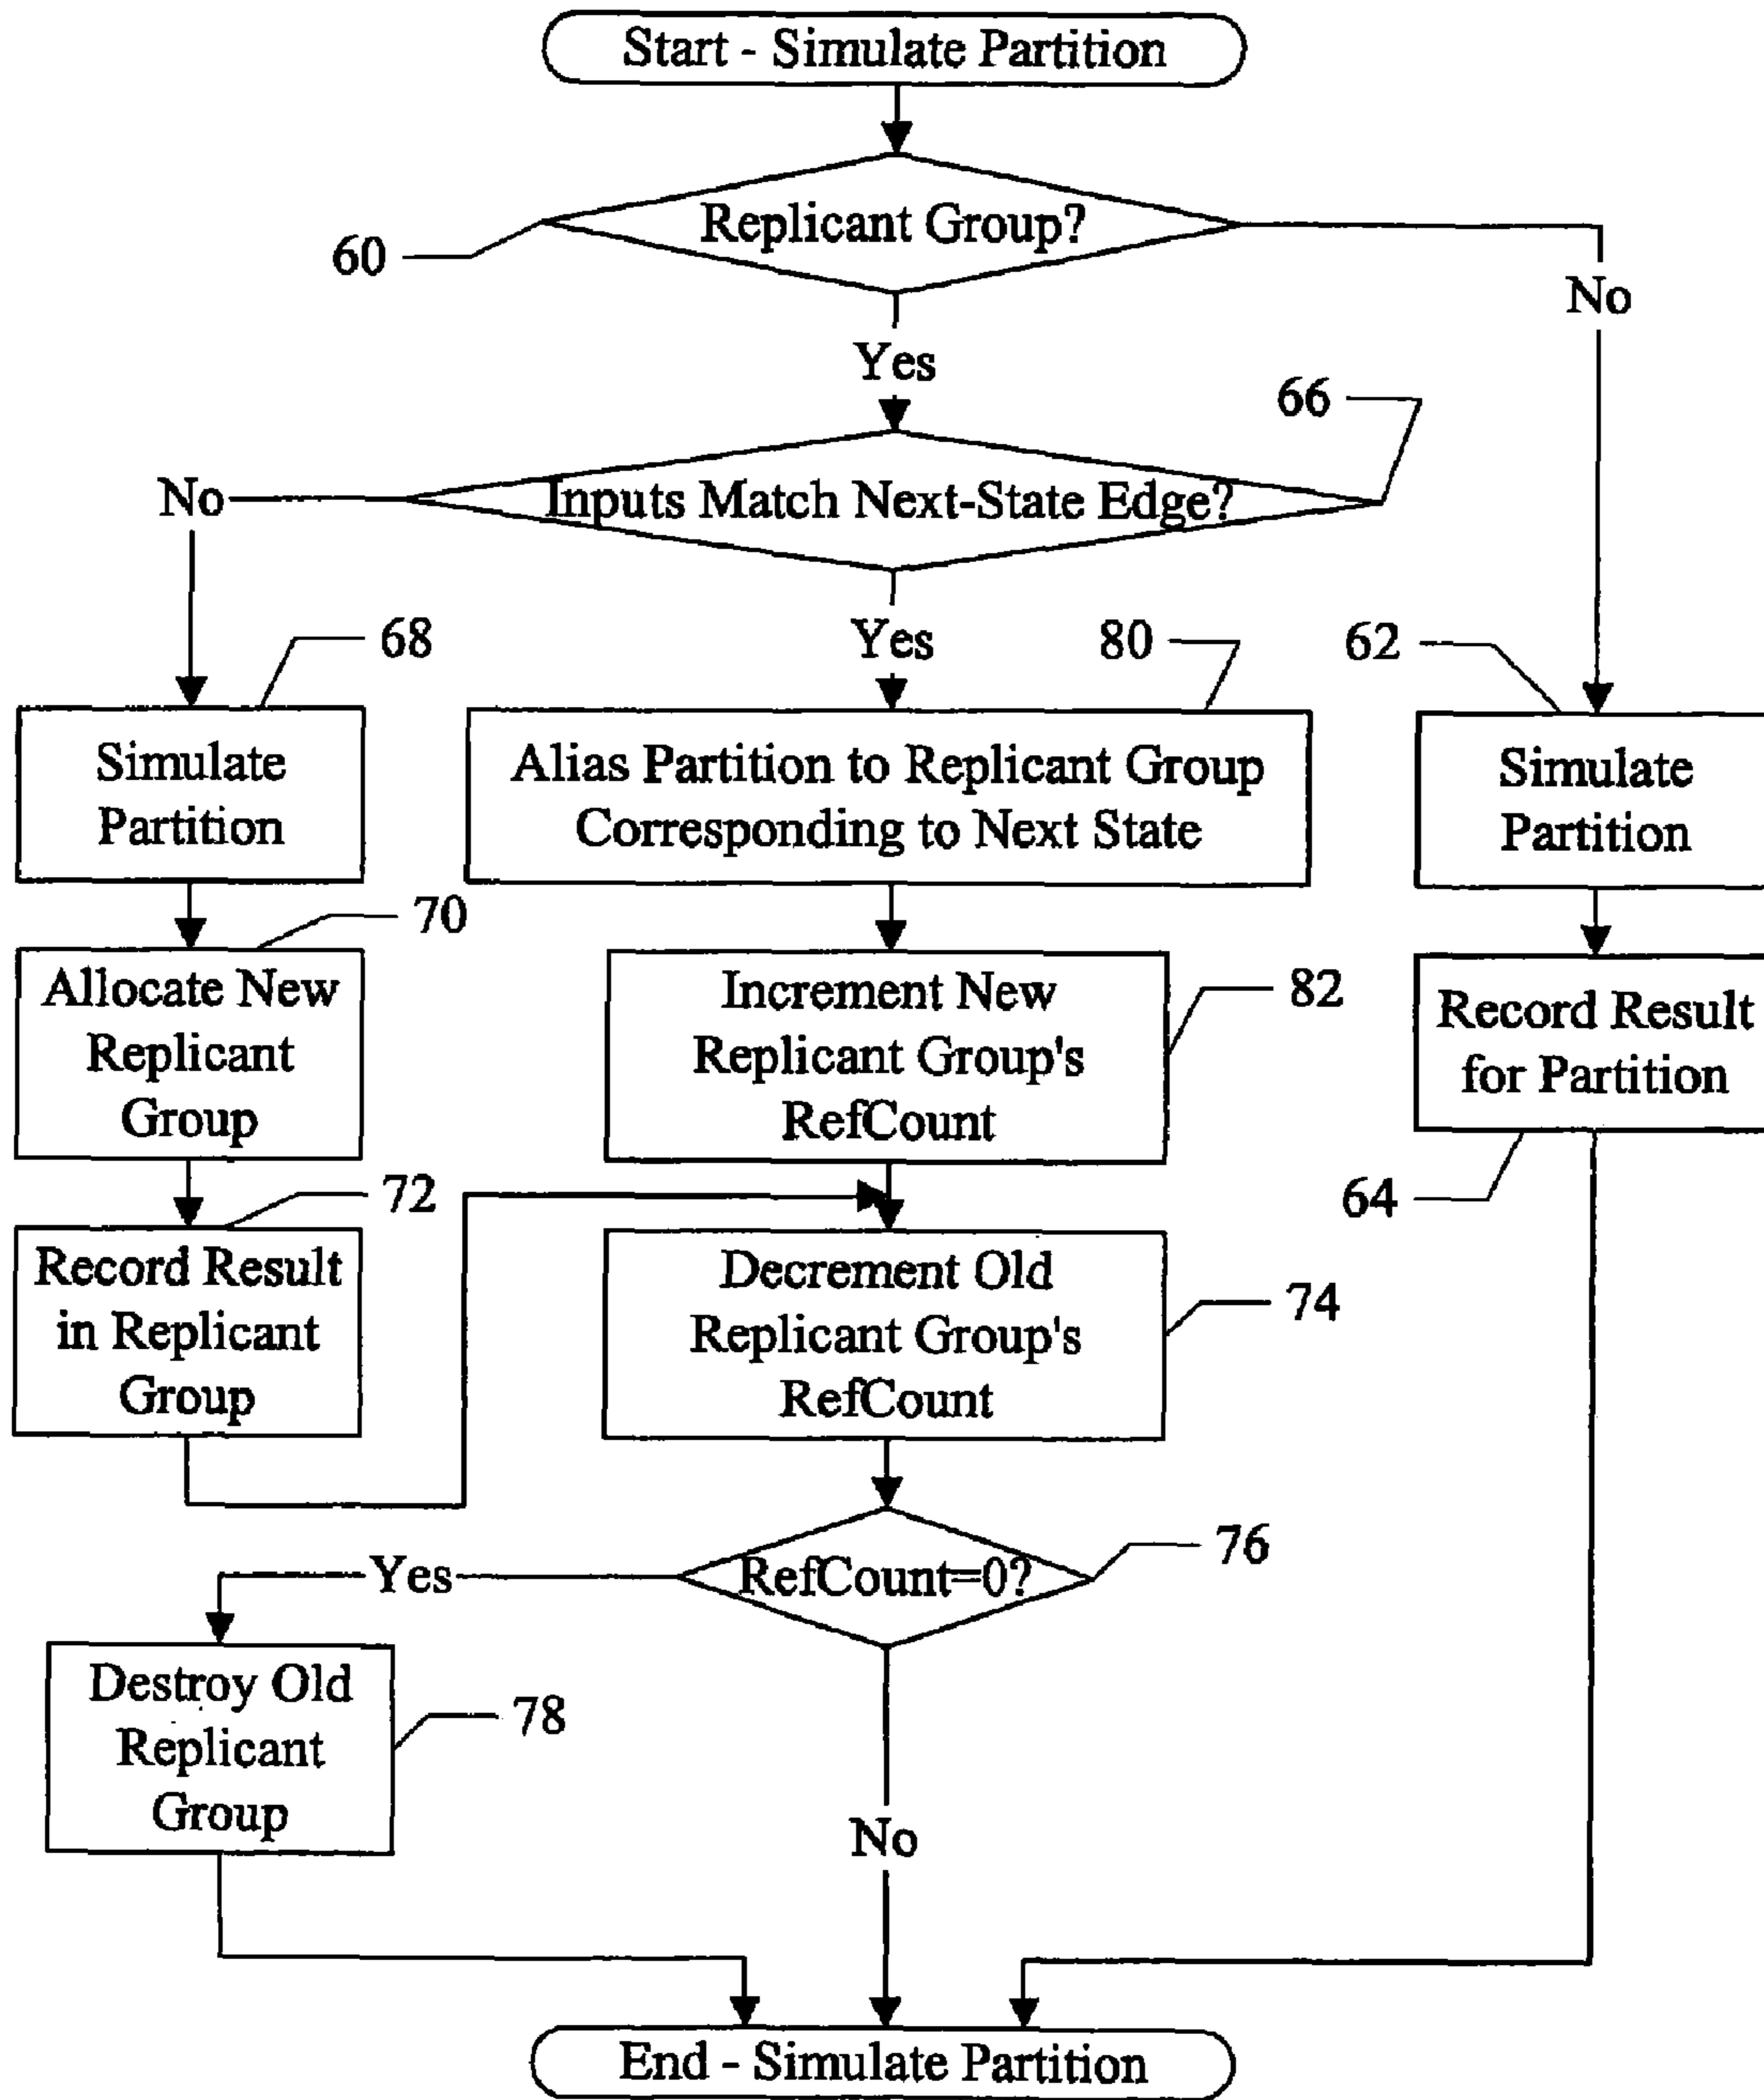 Start - Simulate Partition
Replicant Group?
60
No
Yes
66
No
Inputs Match Next-State Edge?
Yes
68
80
62
Simulate
Partition
Alias Partition to Replicant Group
Corresponding to Next State
Simulate
Partition
70
Allocate New
Replicant
Group
Increment New
Replicant Group's
RefCount
82
Record Result
for Partition
64
72
Record Result
in Replicant
Group
Decrement Old
Replicant Group's
RefCount
74
Yes
RefCount=0?
76
Destroy Old
Replicant
Group
78
No
End - Simulate Partition